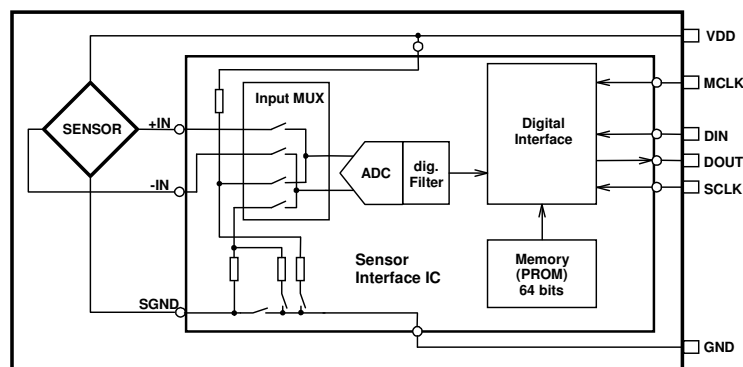 VDD
MCLK
Input MUX
+IN
SENSOR
Digital
Interface
DIN
DOUT
SCLK
-IN
ADC
dig.
Filter
Sensor
Interface IC
Memory
(PROM)
64 bits
SGND
GND